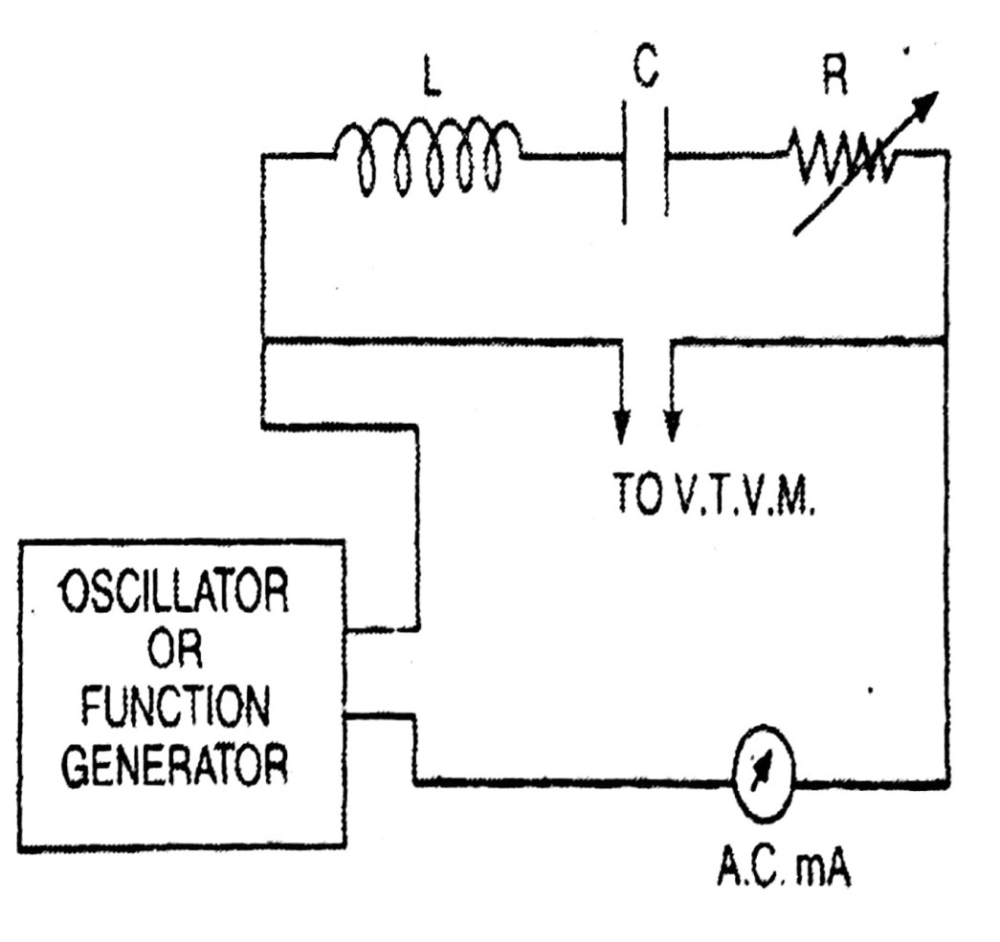 L
C
R
TO V.T.V.M.
OSCILLATOR
OR
FUNCTION
GENERATOR
A.C. mA